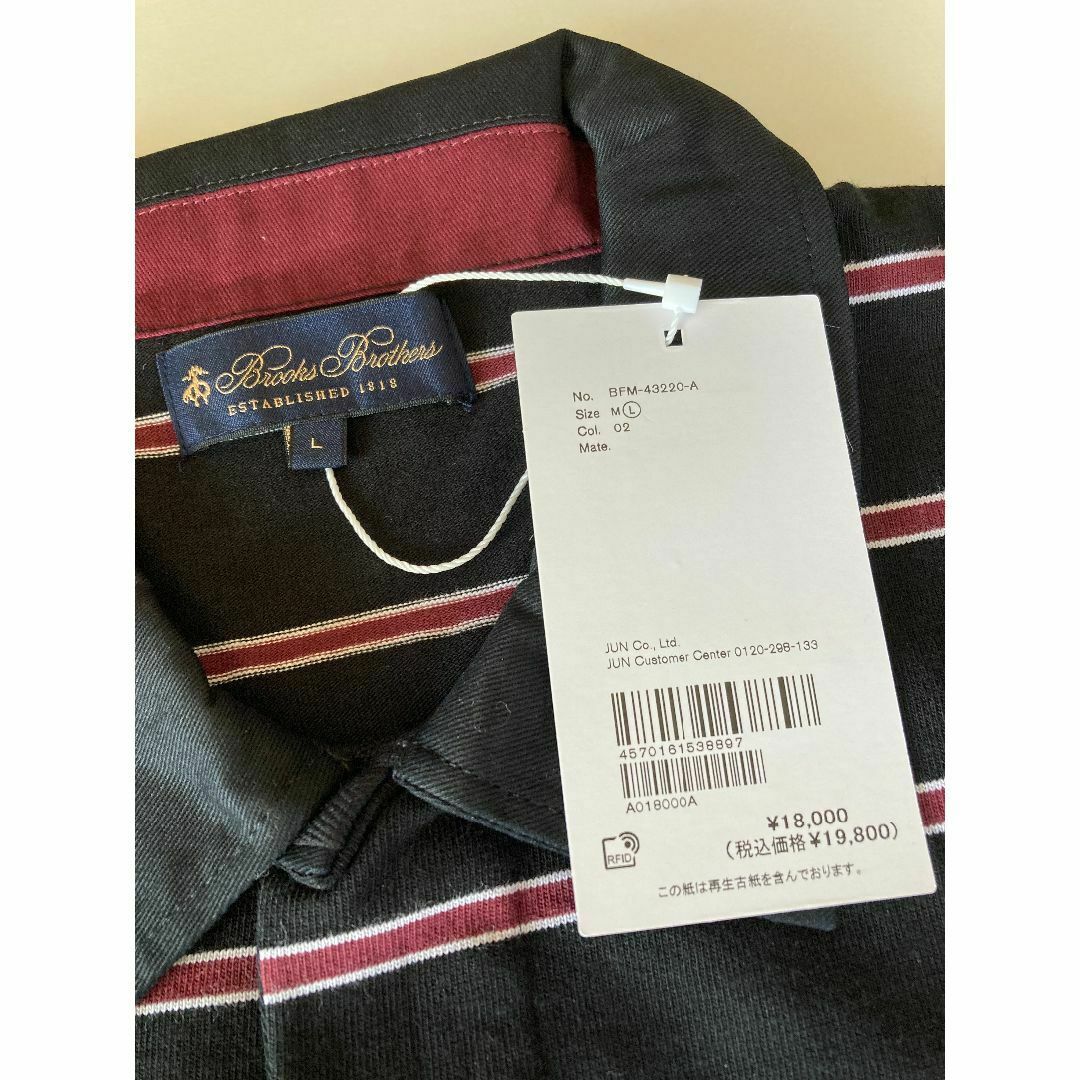 Brooks Brothers
ESTABLISHED 1818
L
No. BFM-43220-A
Size M Ⓛ
Col. 02
Mate.
JUN Co., Ltd.
JUN Customer Center 0120-298-133
4570161538897
A018000A
¥18,000
(税込価格¥19,800)
RFID
この紙は再生古紙を含んでおります。